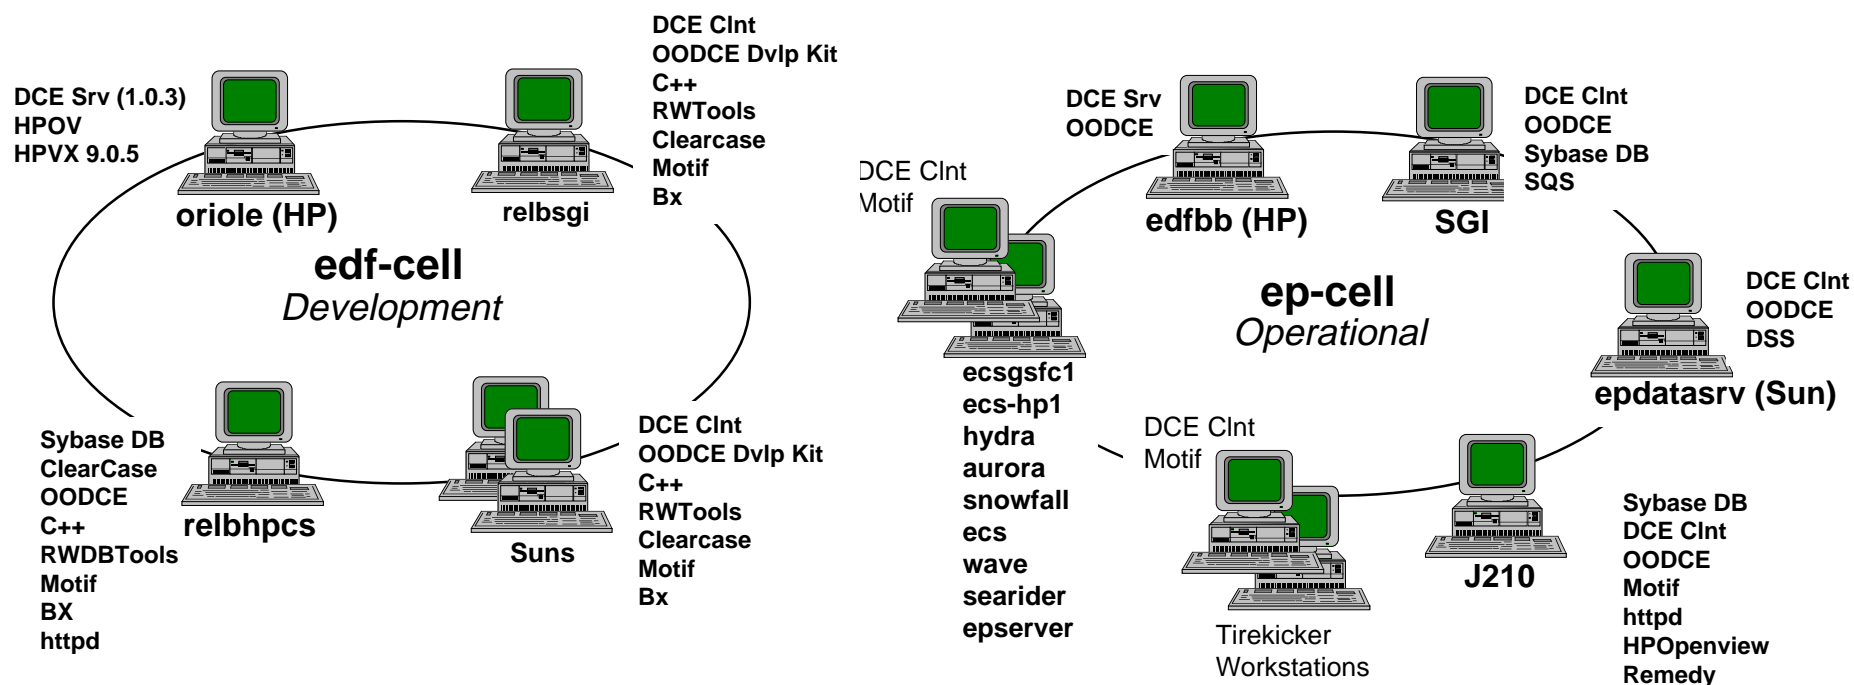 DCE Srv (1.0.3)
HPOV
HPVX 9.0.5
oriole (HP)
relbsgi
DCE Clnt
OODCE Dvlp Kit
C++
RWTools
Clearcase
Motif
Bx
edf-cell
Development
Sybase DB
ClearCase
OODCE
C++
RWDBTools
Motif
BX
httpd
relbhpcs
Suns
DCE Clnt
OODCE Dvlp Kit
C++
RWTools
Clearcase
Motif
Bx
DCE Clnt
Motif
ecsgsfc1
ecs-hp1
hydra
aurora
snowfall
ecs
wave
searider
epserver
DCE Srv
OODCE
edfbb (HP)
SGI
DCE Clnt
OODCE
Sybase DB
SQS
ep-cell
Operational
DCE Clnt
OODCE
DSS
epdatasrv (Sun)
DCE Clnt
Motif
Tirekicker
Workstations
J210
Sybase DB
DCE Clnt
OODCE
Motif
httpd
HPOpenview
Remedy